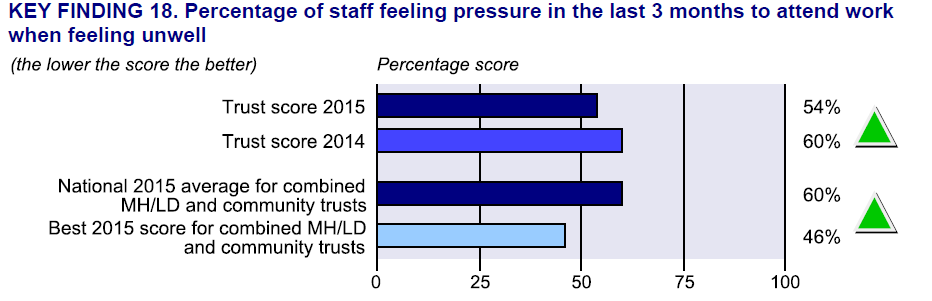 KEY FINDING 18. Percentage of staff feeling pressure in the last 3 months to attend work
when feeling unwell
(the lower the score the better) Percentage score
Trust score 2015 54%
Trust score 2014 60%
National 2015 average for combined
MH/LD and community trusts 60%
Best 2015 score for combined MH/LD
and community trusts 46%
0 25 50 75 100